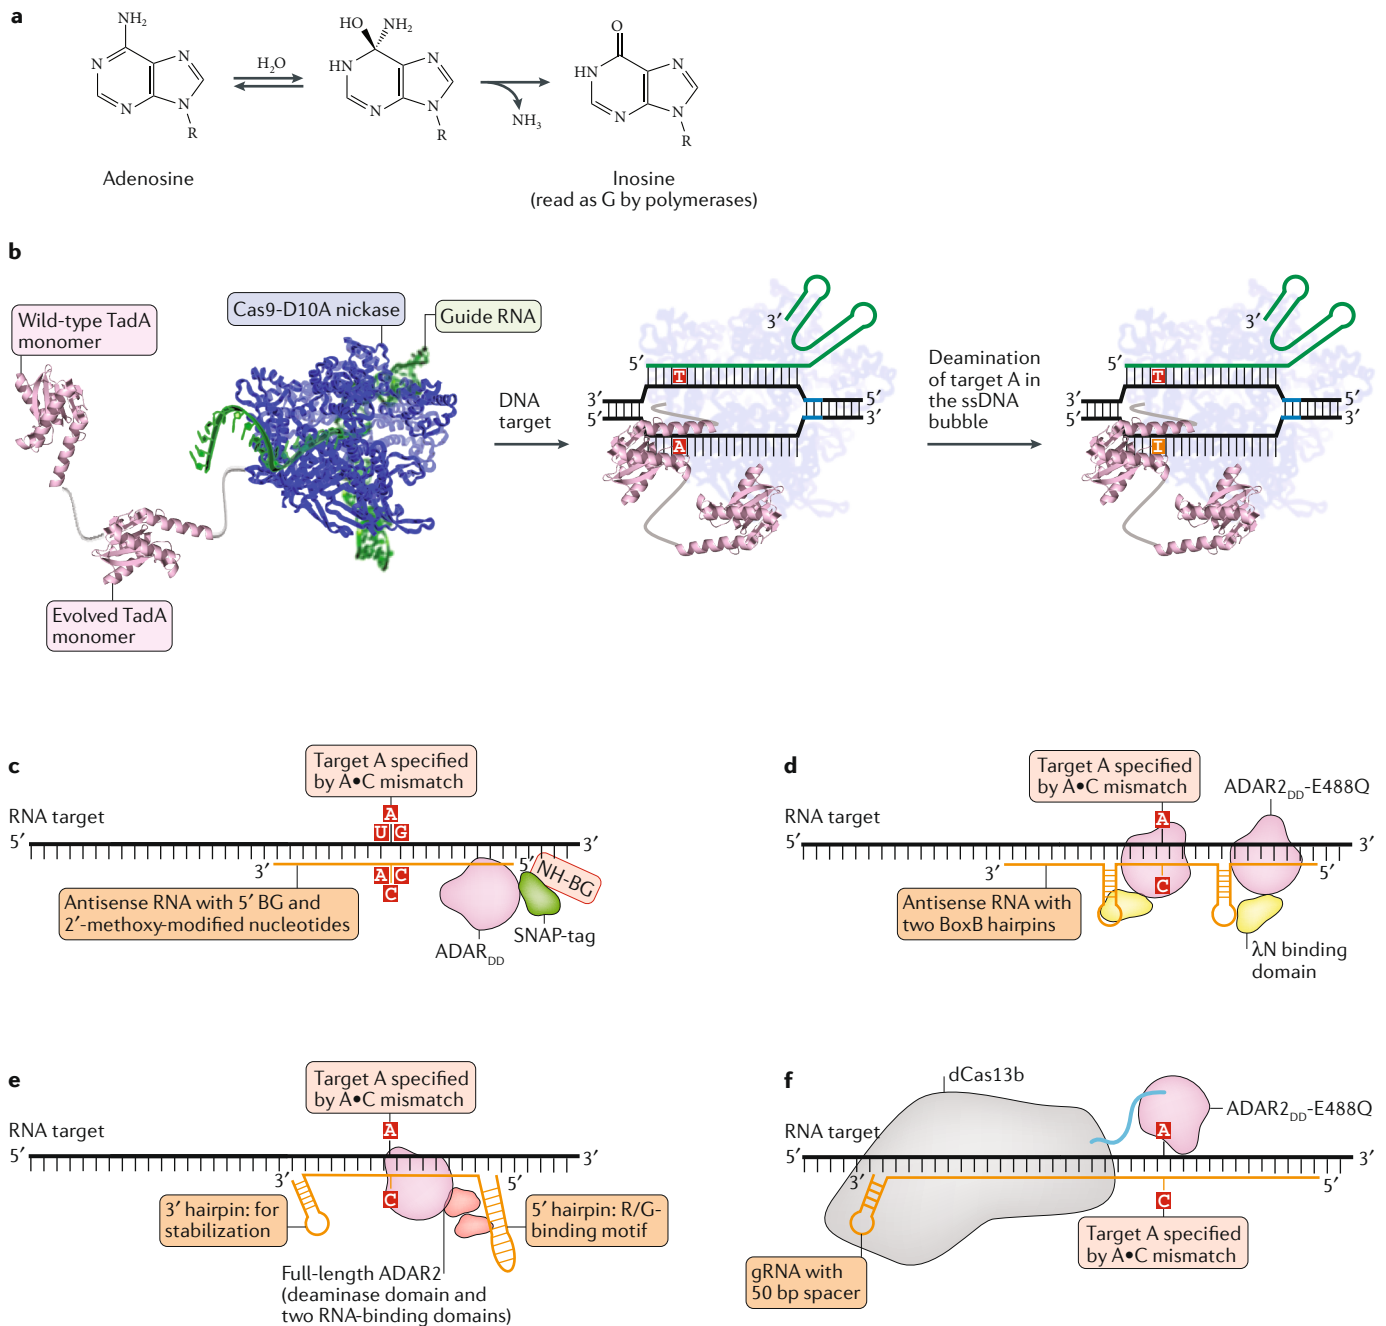 a
NH2
N
N
N
N
R
Adenosine
H2O
HO
NH2
HN
N
N
N
R
NH3
O
HN
N
N
N
R
Inosine
(read as G by polymerases)
b
Wild-type TadA
monomer
Cas9-D10A nickase
Guide RNA
Evolved TadA
monomer
DNA
target
3′
5′
T
3′
5′
5′
3′
A
Deamination
of target A in
the ssDNA
bubble
3′
5′
T
3′
5′
5′
3′
I
c
Target A specified
by A•C mismatch
RNA target
A
U G
5′
3′
3′
5′
A C
C
NH-BG
Antisense RNA with 5′ BG and
2′-methoxy-modified nucleotides
SNAP-tag
ADARDD
d
Target A specified
by A•C mismatch
ADAR2DD-E488Q
RNA target
A
5′
3′
3′
5′
C
Antisense RNA with
two BoxB hairpins
λN binding
domain
e
Target A specified
by A•C mismatch
RNA target
A
5′
3′
3′
5′
C
3′ hairpin: for
stabilization
5′ hairpin: R/G-
binding motif
Full-length ADAR2
(deaminase domain and
two RNA-binding domains)
f
dCas13b
ADAR2DD-E488Q
RNA target
A
5′
3′
3′
5′
C
Target A specified
by A•C mismatch
gRNA with
50 bp spacer